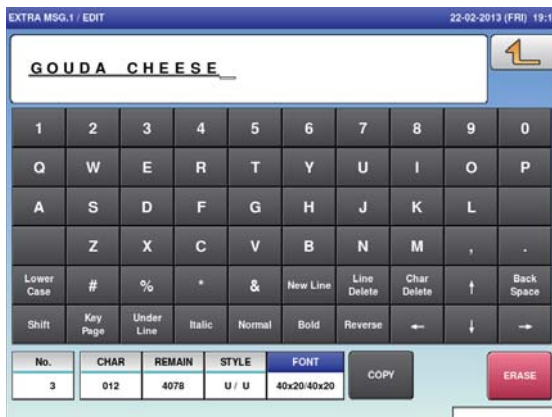 EXTRA MSG.1 / EDIT 22-02-2013 (FRI) 19:1
GOUDA CHEESE_
1 2 3 4 5 6 7 8 9 0
Q W E R T Y U I O P
A S D F G H J K L
Z X C V B N M , .
Lower Case # % * & New Line Line Delete Char Delete ↑ Back Space
Shift Key Page Under Line Italic Normal Bold Reverse ← ↓ →
No. CHAR REMAIN STYLE FONT COPY ERASE
3 012 4078 U / U 40x20/40x20